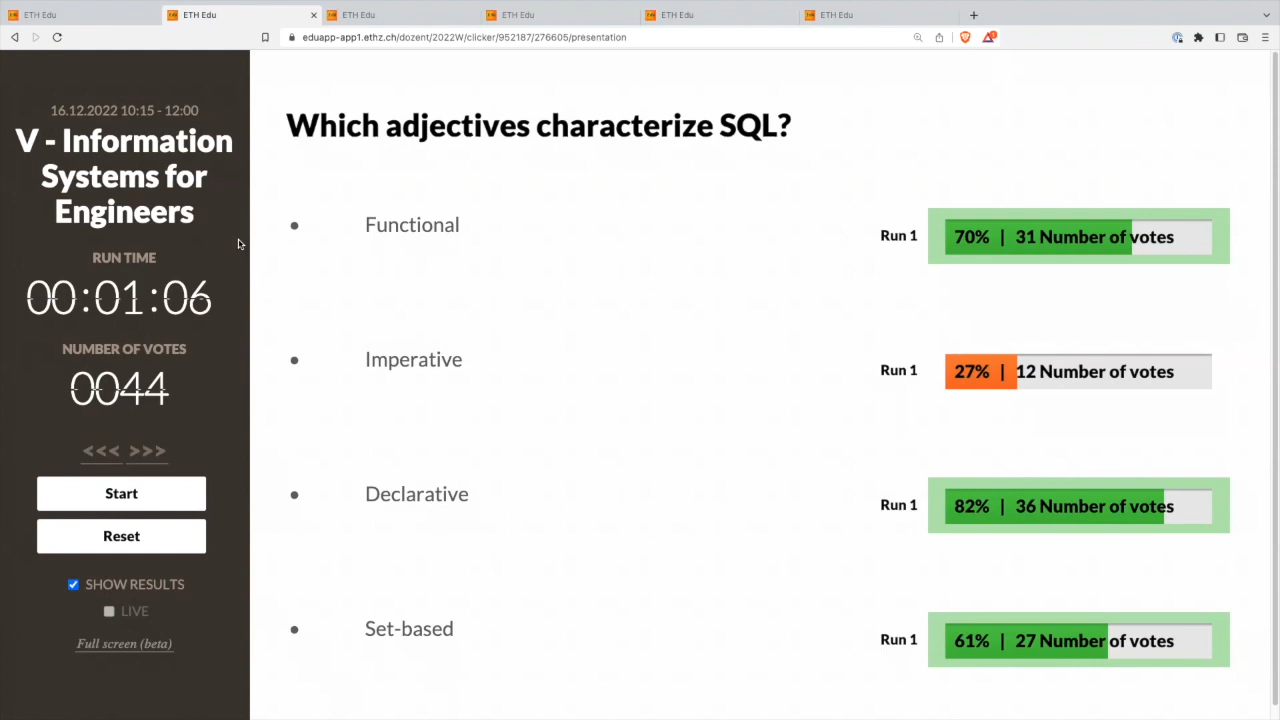 ETH Edu
ETH Edu
ETH Edu
ETH Edu
ETH Edu
ETH Edu
eduapp-app1.ethz.ch/dozent/2022W/clicker/952187/276605/presentation
16.12.2022 10:15 - 12:00
V - Information
Systems for
Engineers
RUN TIME
00:01:06
NUMBER OF VOTES
0044
<<< >>>
Start
Reset
SHOW RESULTS
LIVE
Full screen (beta)
Which adjectives characterize SQL?
• Functional
Run 1
70% | 31 Number of votes
• Imperative
Run 1
27% | 12 Number of votes
• Declarative
Run 1
82% | 36 Number of votes
• Set-based
Run 1
61% | 27 Number of votes